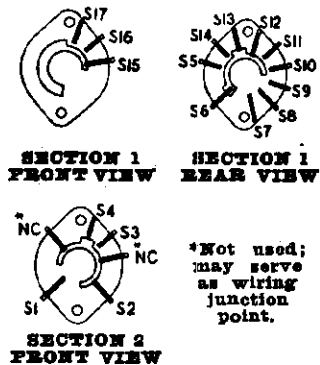 S17
S16
S15
SECTION 1
FRONT VIEW
S13
S12
S14
S11
S5
S10
S9
S6
S8
S7
SECTION 1
REAR VIEW
S4
*NC
S3
*NC
S1
S2
SECTION 2
FRONT VIEW
*Not used;
may serve
as wiring
junction
point.